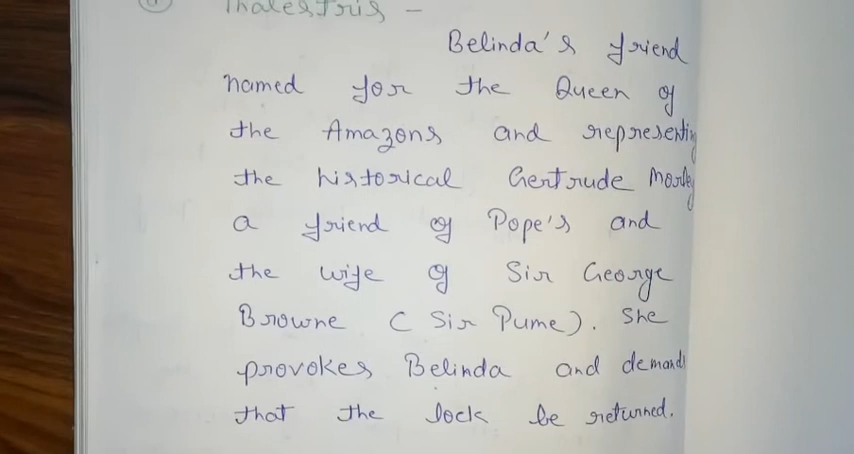 Thalestris -
Belinda's friend
named for the Queen of
the Amazons and representing
the historical Gertrude Morley
a friend of Pope's and
the wife of Sir George
Browne ( Sir Pume). She
provokes Belinda and demands
that the lock be returned.